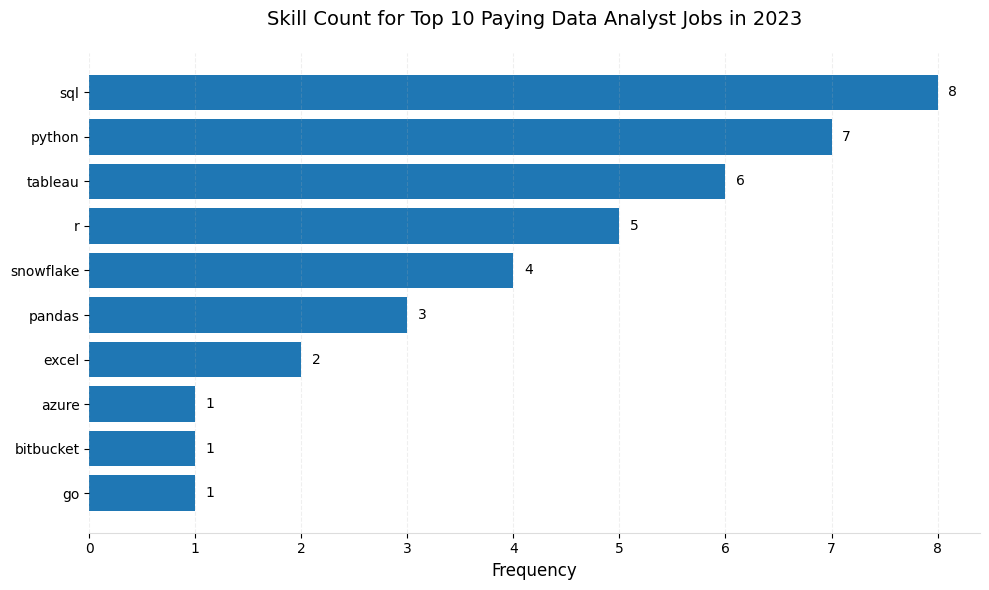 Skill Count for Top 10 Paying Data Analyst Jobs in 2023
sql 8
python 7
tableau 6
r 5
snowflake 4
pandas 3
excel 2
azure 1
bitbucket 1
go 1
0 1 2 3 4 5 6 7 8
Frequency